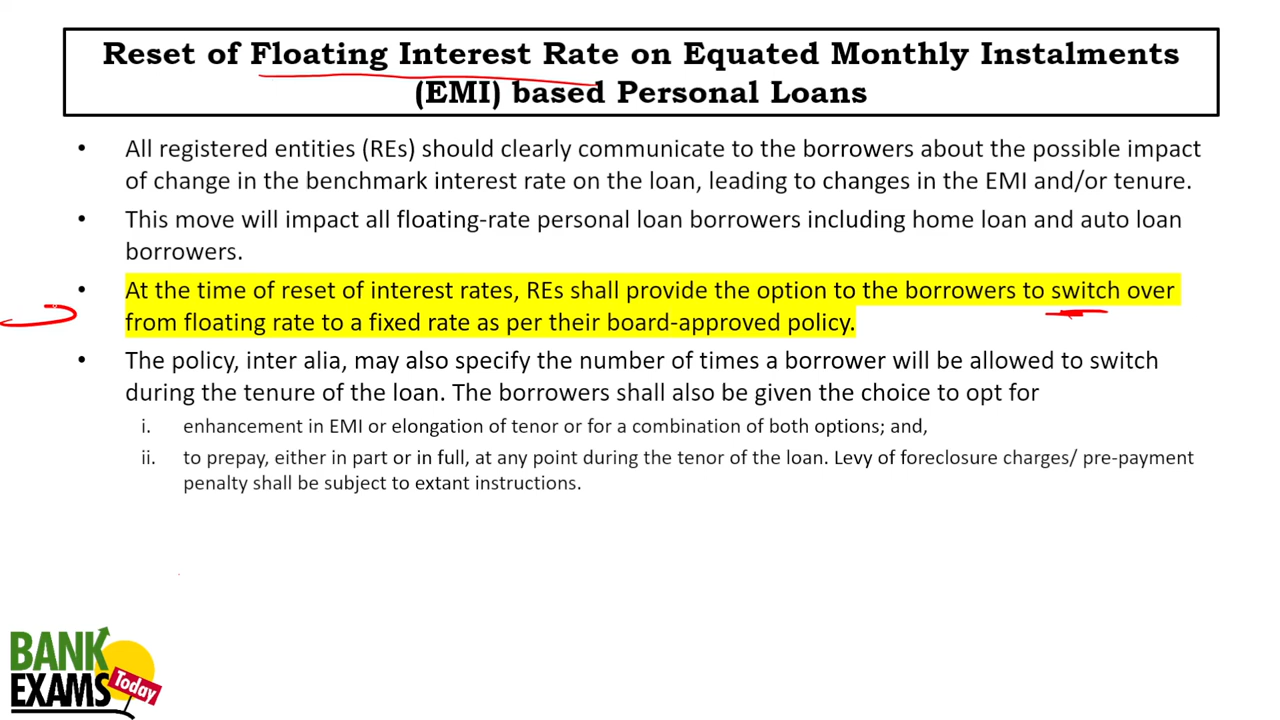 Reset of Floating Interest Rate on Equated Monthly Instalments
(EMI) based Personal Loans
• All registered entities (REs) should clearly communicate to the borrowers about the possible impact
of change in the benchmark interest rate on the loan, leading to changes in the EMI and/or tenure.
• This move will impact all floating-rate personal loan borrowers including home loan and auto loan
borrowers.
• At the time of reset of interest rates, REs shall provide the option to the borrowers to switch over
from floating rate to a fixed rate as per their board-approved policy.
• The policy, inter alia, may also specify the number of times a borrower will be allowed to switch
during the tenure of the loan. The borrowers shall also be given the choice to opt for
i. enhancement in EMI or elongation of tenor or for a combination of both options; and,
ii. to prepay, either in part or in full, at any point during the tenor of the loan. Levy of foreclosure charges/ pre-payment
penalty shall be subject to extant instructions.
BANK
EXAMS
Today